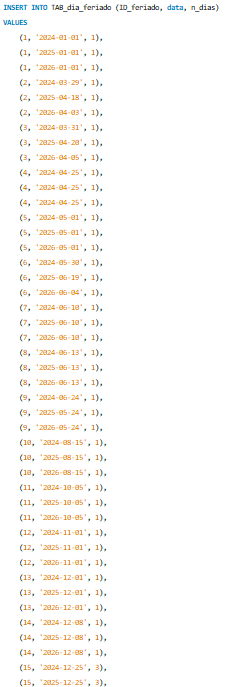 INSERT INTO TAB_dia_feriado (ID_feriado, data, n_dias)
VALUES
(1, '2024-01-01', 1),
(1, '2025-01-01', 1),
(1, '2026-01-01', 1),
(2, '2024-03-29', 1),
(2, '2025-04-18', 1),
(2, '2026-04-03', 1),
(3, '2024-03-31', 1),
(3, '2025-04-20', 1),
(3, '2026-04-05', 1),
(4, '2024-04-25', 1),
(4, '2024-04-25', 1),
(4, '2024-04-25', 1),
(5, '2024-05-01', 1),
(5, '2025-05-01', 1),
(5, '2026-05-01', 1),
(6, '2024-05-30', 1),
(6, '2025-06-19', 1),
(6, '2026-06-04', 1),
(7, '2024-06-10', 1),
(7, '2025-06-10', 1),
(7, '2026-06-10', 1),
(8, '2024-06-13', 1),
(8, '2025-06-13', 1),
(8, '2026-06-13', 1),
(9, '2024-06-24', 1),
(9, '2025-05-24', 1),
(9, '2026-05-24', 1),
(10, '2024-08-15', 1),
(10, '2025-08-15', 1),
(10, '2026-08-15', 1),
(11, '2024-10-05', 1),
(11, '2025-10-05', 1),
(11, '2026-10-05', 1),
(12, '2024-11-01', 1),
(12, '2025-11-01', 1),
(12, '2026-11-01', 1),
(13, '2024-12-01', 1),
(13, '2025-12-01', 1),
(13, '2026-12-01', 1),
(14, '2024-12-08', 1),
(14, '2025-12-08', 1),
(14, '2026-12-08', 1),
(15, '2024-12-25', 3),
(15, '2025-12-25', 3),